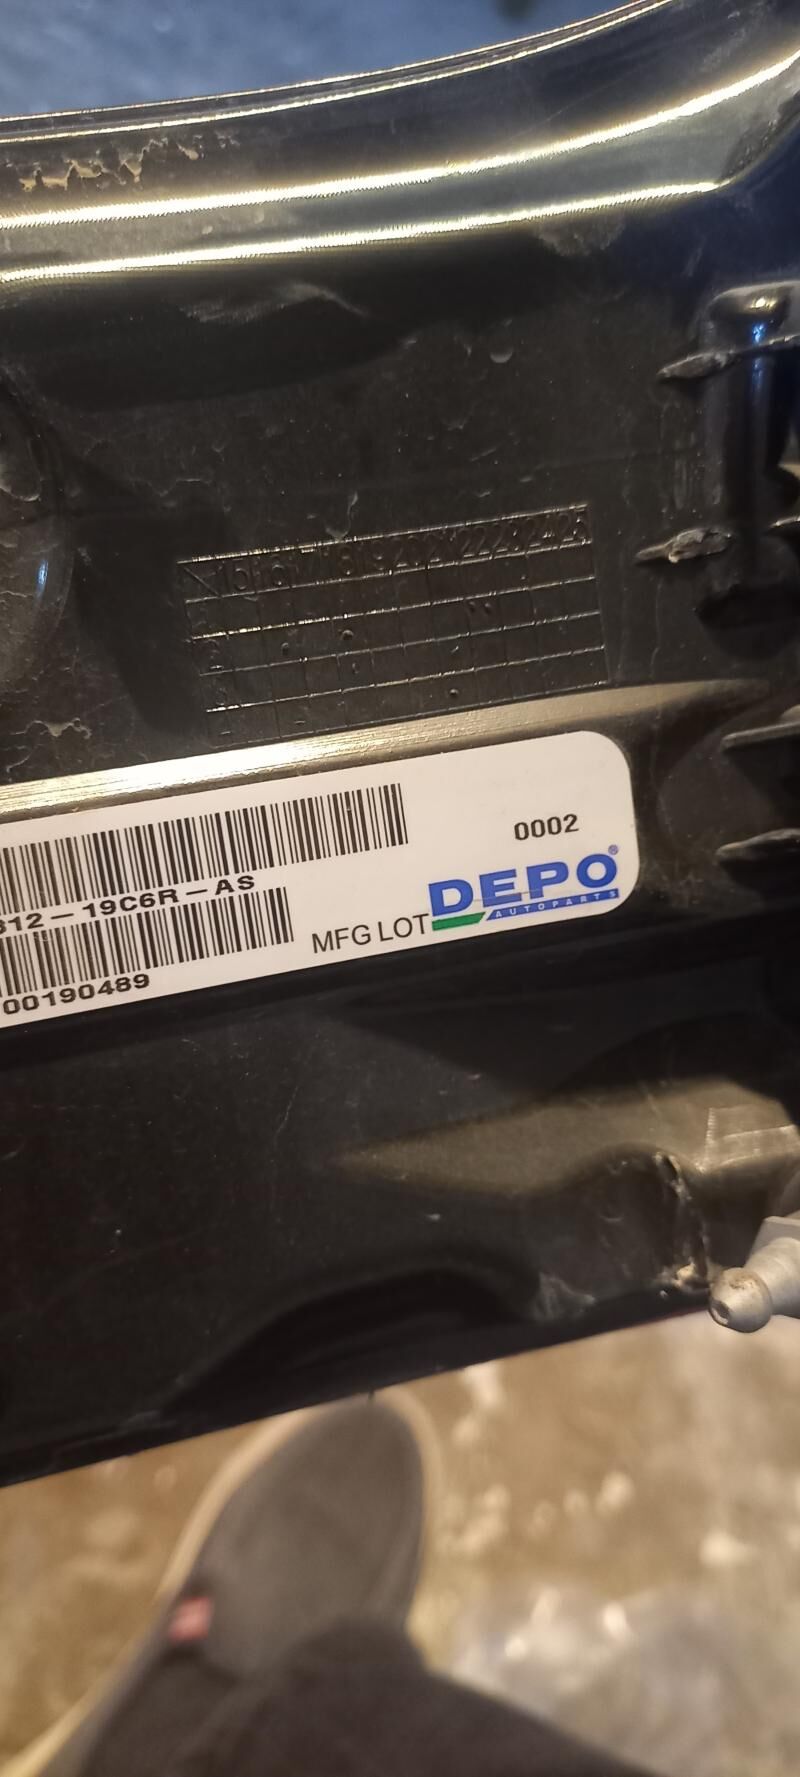 15 16 17 18 19 20 21 22 23 24 25
0002
312-19C6R-AS
DEPO®
AUTOPARTS
MFG LOT
00190489